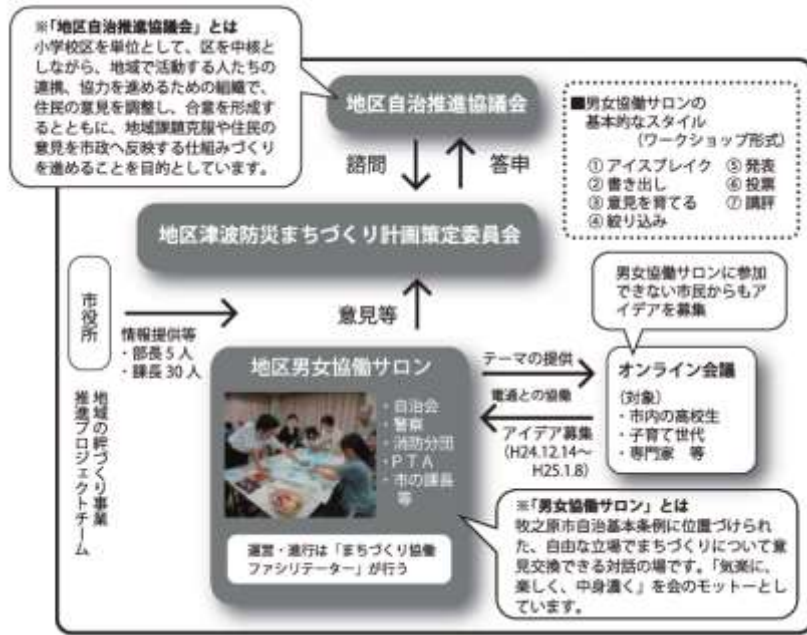 ※「地区自治推進協議会」とは
小学校区を単位として、区を中核と
しながら、地域で活動する人たちの
連携、協力を進めるための組織で、
住民の意見を調整し、合意を形成す
るとともに、地域課題克服や住民の
意見を市政へ反映する仕組みづくり
を進めることを目的としています。
地区自治推進協議会
諮問
答申
■男女協働サロンの
基本的なスタイル
（ワークショップ形式）
① アイスブレイク ⑤ 発表
② 書き出し ⑥ 投票
③ 意見を育てる ⑦ 講評
④ 絞り込み
地区津波防災まちづくり計画策定委員会
市役所
情報提供等
・部長 5 人
・課長 30 人
地域の絆づくり事業
推進プロジェクトチーム
意見等
地区男女協働サロン
・自治会
・警察
・消防分団
・ＰＴＡ
・市の課長
等
運営・進行は「まちづくり協働
ファシリテーター」が行う
テーマの提供
電通との協働
アイデア募集
（H24.12.14～
H25.1.8）
男女協働サロンに参加
できない市民からもア
イデアを募集
オンライン会議
（対象）
・市内の高校生
・子育て世代
・専門家 等
※「男女協働サロン」とは
牧之原市自治基本条例に位置づけられ
た、自由な立場でまちづくりについて意
見交換できる対話の場です。「気楽に、
楽しく、中身濃く」を会のモットーとし
ています。